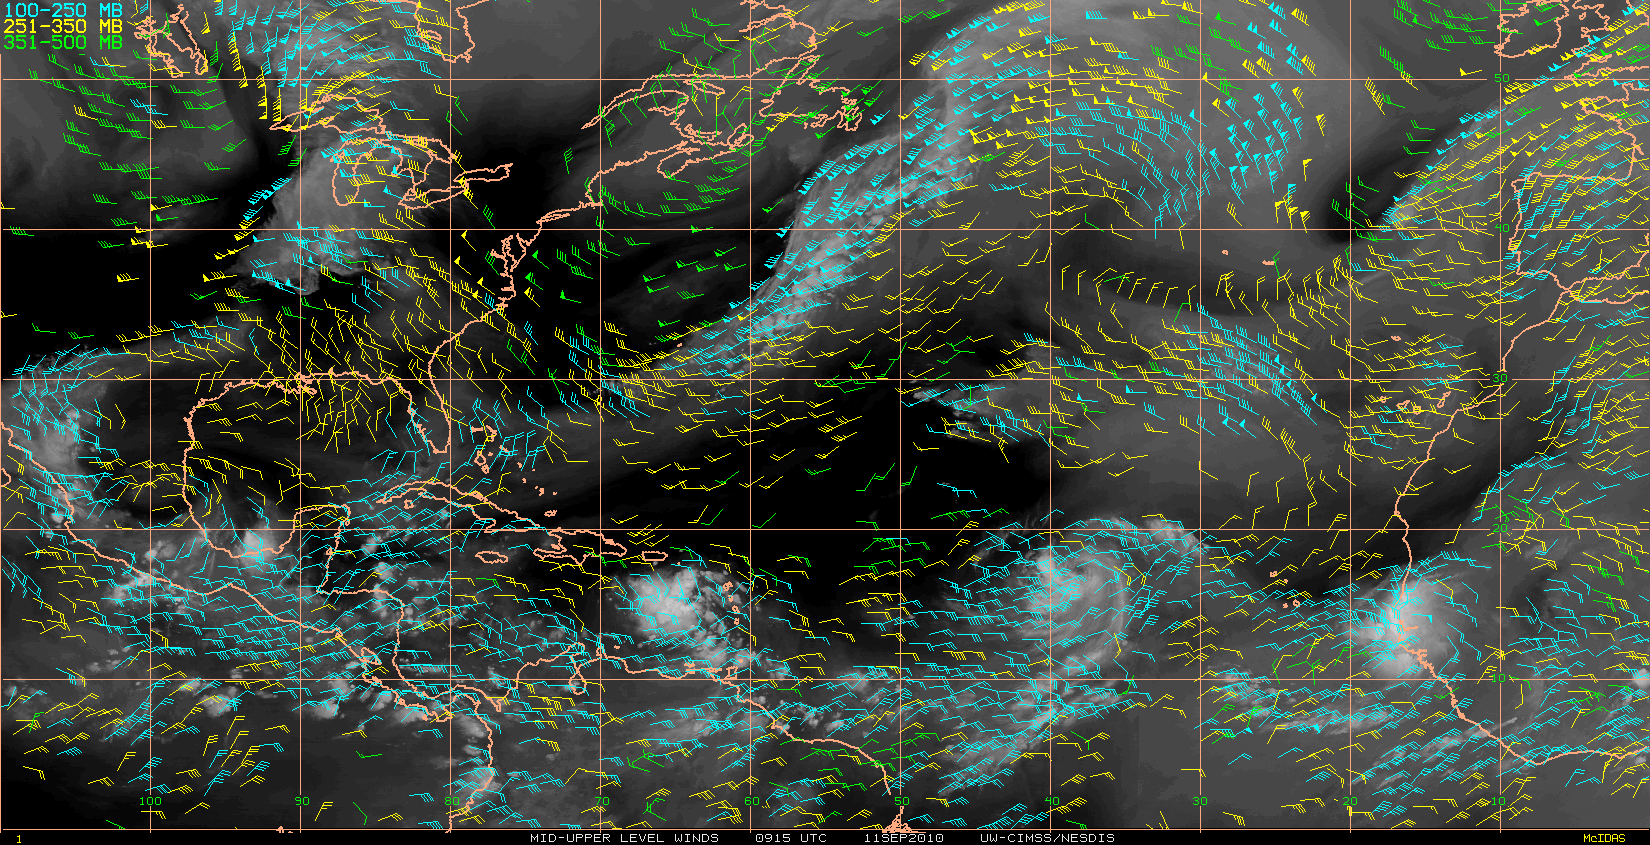 100-250 MB
251-350 MB
351-500 MB
50
40
30
20
10
100 90 80 70 60 50 40 30 20 10
1 MID-UPPER LEVEL WINDS 0915 UTC 11SEP2010 UW-CIMSS/NESDIS McIDAS